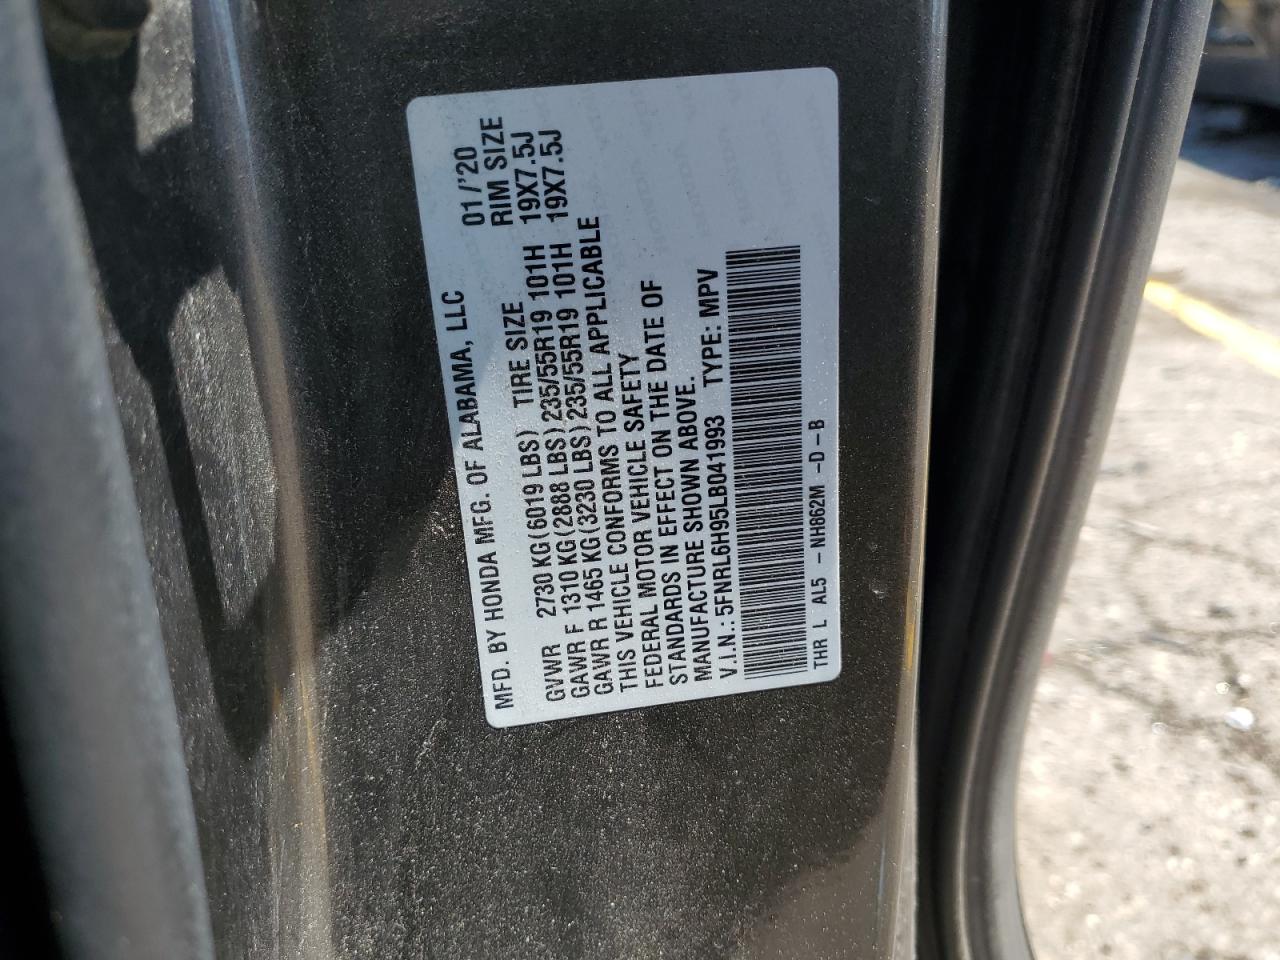 MFD. BY HONDA MFG. OF ALABAMA, LLC 01/'20
GVWR 2730 KG(6019 LBS) TIRE SIZE RIM SIZE
GAWR F 1310 KG(2888 LBS)235/55R19 101H 19X7.5J
GAWR R 1465 KG(3230 LBS)235/55R19 101H 19X7.5J
THIS VEHICLE CONFORMS TO ALL APPLICABLE
FEDERAL MOTOR VEHICLE SAFETY
STANDARDS IN EFFECT ON THE DATE OF
MANUFACTURE SHOWN ABOVE.
V.I.N.:5FNRL6H95LB041993 TYPE: MPV
THR L AL5 -NH862M -D-B